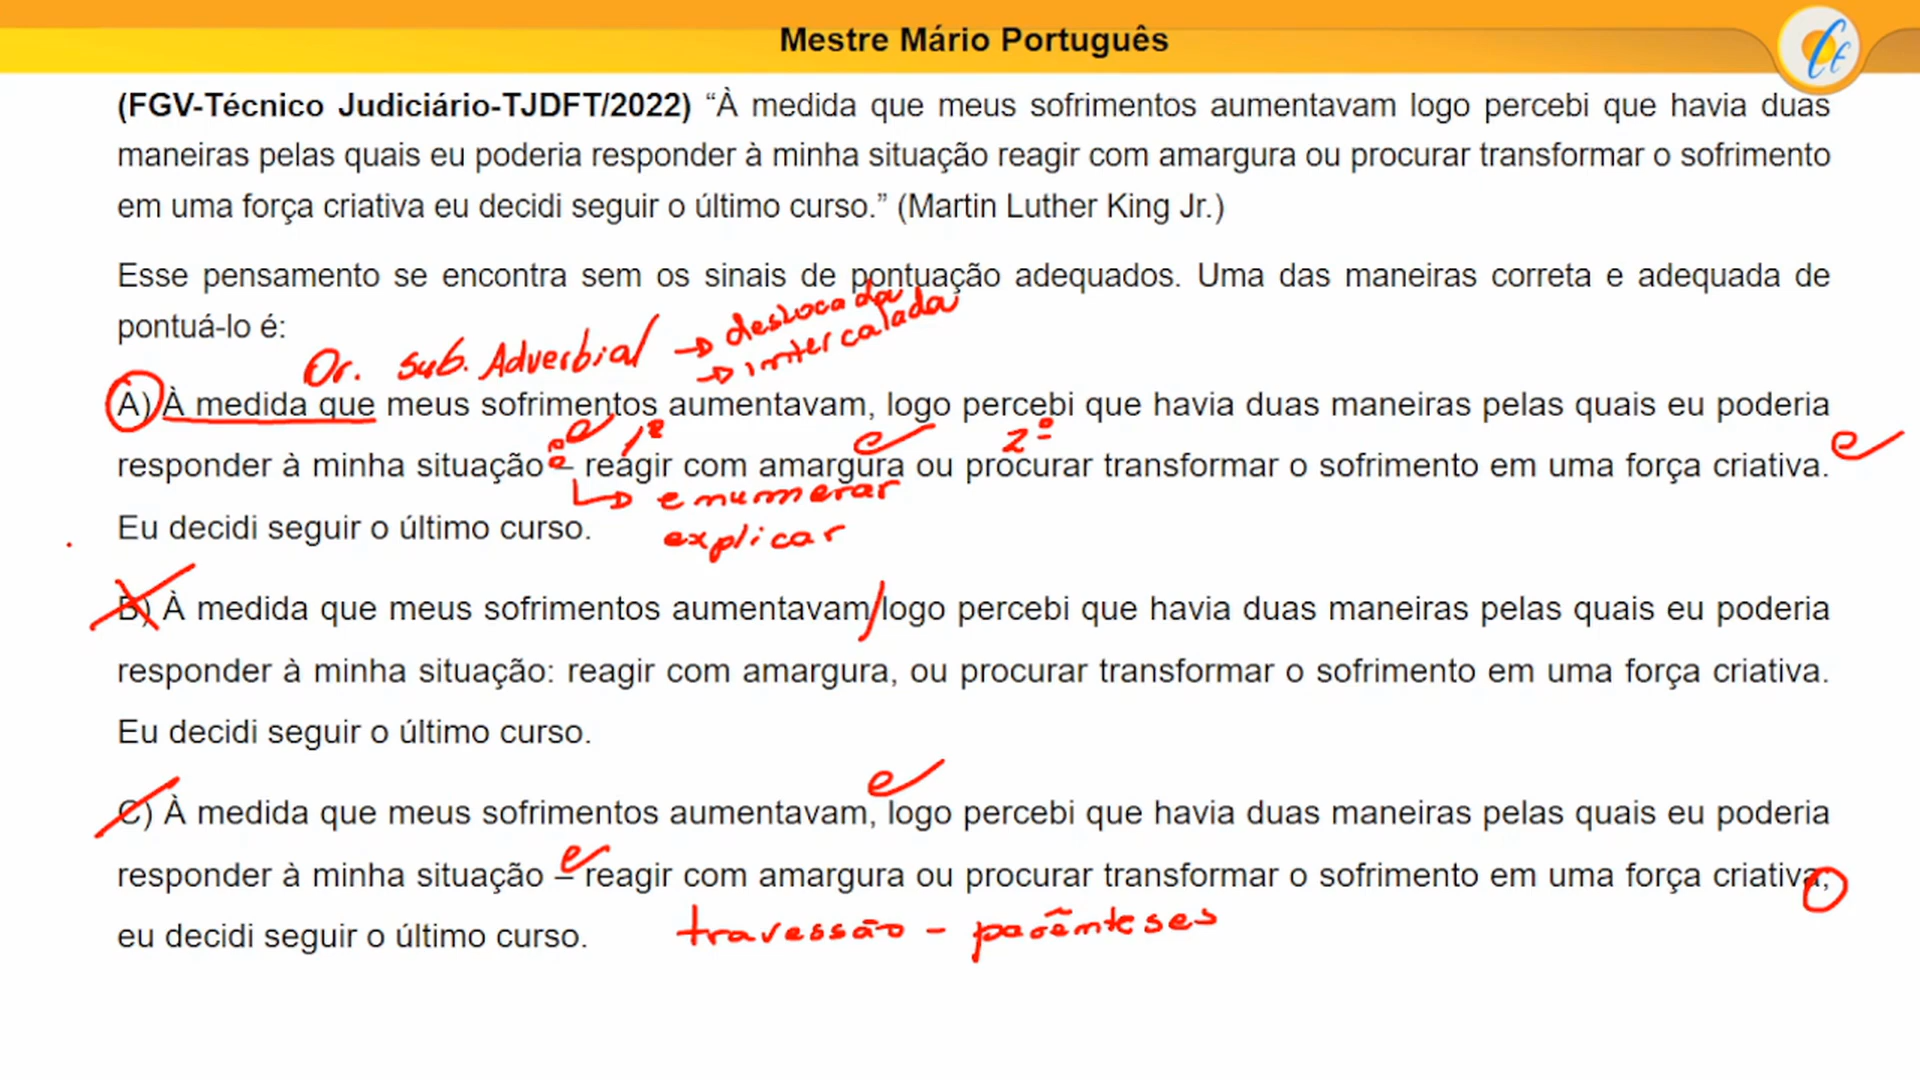 Mestre Mário Português
(FGV-Técnico Judiciário-TJDFT/2022) “À medida que meus sofrimentos aumentavam logo percebi que havia duas
maneiras pelas quais eu poderia responder à minha situação reagir com amargura ou procurar transformar o sofrimento
em uma força criativa eu decidi seguir o último curso.” (Martin Luther King Jr.)
Esse pensamento se encontra sem os sinais de pontuação adequados. Uma das maneiras correta e adequada de
pontuá-lo é:
Or. sub. Adverbial → deslocada
→ intercalada
A) À medida que meus sofrimentos aumentavam, logo percebi que havia duas maneiras pelas quais eu poderia
1º 2º
responder à minha situação – reagir com amargura ou procurar transformar o sofrimento em uma força criativa.
enumerar
Eu decidi seguir o último curso.
explicar
B) À medida que meus sofrimentos aumentavam logo percebi que havia duas maneiras pelas quais eu poderia
responder à minha situação: reagir com amargura, ou procurar transformar o sofrimento em uma força criativa.
Eu decidi seguir o último curso.
C) À medida que meus sofrimentos aumentavam, logo percebi que havia duas maneiras pelas quais eu poderia
responder à minha situação – reagir com amargura ou procurar transformar o sofrimento em uma força criativa,
eu decidi seguir o último curso.
travessão - parênteses